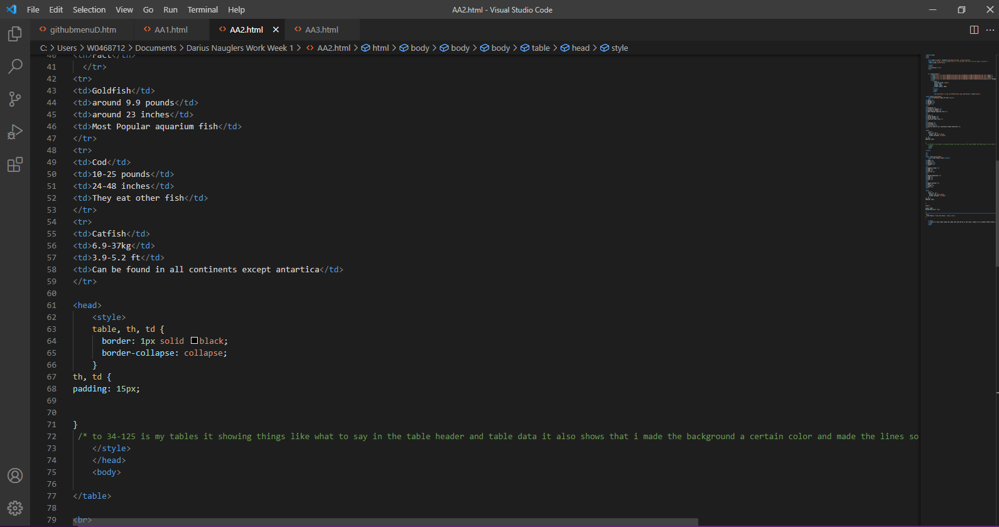 File Edit Selection View Go Run Terminal Help
AA2.html - Visual Studio Code
githubmenuD.htm AA1.html AA2.html AA3.html
C: > Users > W0468712 > Documents > Darius Nauglers Work Week 1 > AA2.html > html > body > body > body > table > head > style
40 <th>Fact</th>
41 </tr>
42 <tr>
43 <td>Goldfish</td>
44 <td>around 9.9 pounds</td>
45 <td>around 23 inches</td>
46 <td>Most Popular aquarium fish</td>
47 </tr>
48 <tr>
49 <td>Cod</td>
50 <td>10-25 pounds</td>
51 <td>24-48 inches</td>
52 <td>They eat other fish</td>
53 </tr>
54 <tr>
55 <td>Catfish</td>
56 <td>6.9-37kg</td>
57 <td>3.9-5.2 ft</td>
58 <td>Can be found in all continents except antartica</td>
59 </tr>
60
61 <head>
62 <style>
63 table, th, td {
64 border: 1px solid black;
65 border-collapse: collapse;
66 }
67 th, td {
68 padding: 15px;
69
70
71 }
72 /* to 34-125 is my tables it showing things like what to say in the table header and table data it also shows that i made the background a certain color and made the lines so
73 </style>
74 </head>
75 <body>
76
77 </table>
78
79 <br>